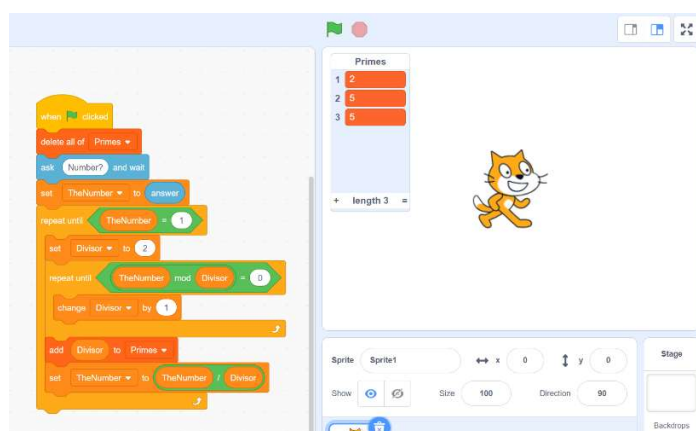 when clicked
delete all of Primes
ask Number? and wait
set TheNumber to answer
repeat until TheNumber = 1
set Divisor to 2
repeat until TheNumber mod Divisor = 0
change Divisor by 1
add Divisor to Primes
set TheNumber to TheNumber / Divisor
Primes
1 2
2 5
3 5
+ length 3 =
Sprite Sprite1 x 0 y 0
Show Size 100 Direction 90
Stage
Backdrops